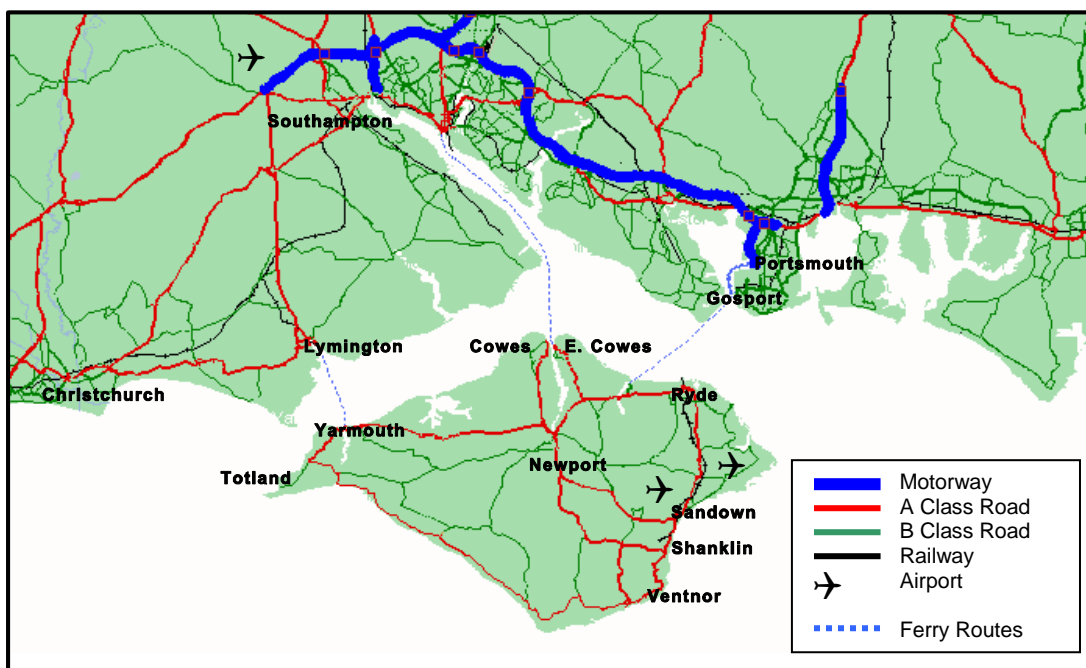 Southampton
Portsmouth
Gosport
Lymington
Cowes
E. Cowes
Christchurch
Ryde
Yarmouth
Totland
Newport
Sandown
Shanklin
Ventnor
Motorway
A Class Road
B Class Road
Railway
Airport
Ferry Routes